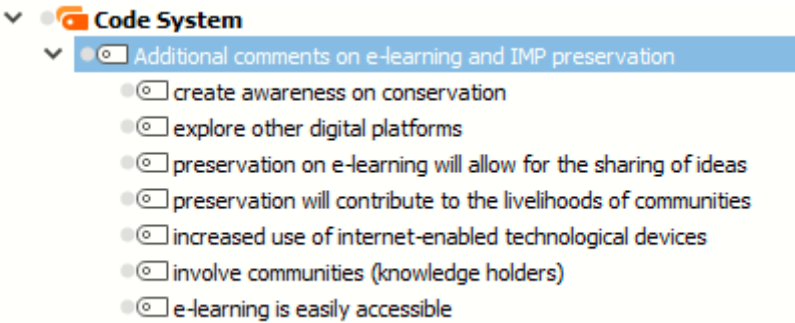 Code System
Additional comments on e-learning and IMP preservation
create awareness on conservation
explore other digital platforms
preservation on e-learning will allow for the sharing of ideas
preservation will contribute to the livelihoods of communities
increased use of internet-enabled technological devices
involve communities (knowledge holders)
e-learning is easily accessible